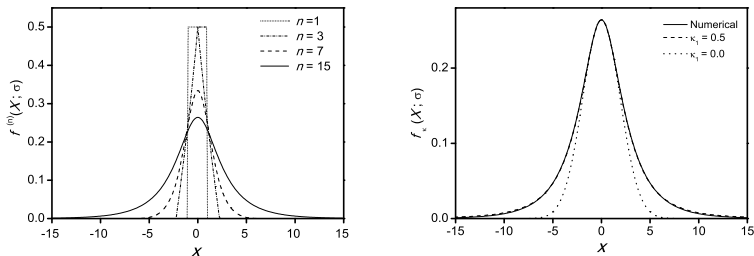 f⁽ⁿ⁾(X; σ)
0.5
0.4
0.3
0.2
0.1
0.0
-15 -10 -5 0 5 10 15
X
n = 1
n = 3
n = 7
n = 15
f_κ (X; σ)
0.2
0.1
0.0
-15 -10 -5 0 5 10 15
X
Numerical
κ₁ = 0.5
κ₁ = 0.0